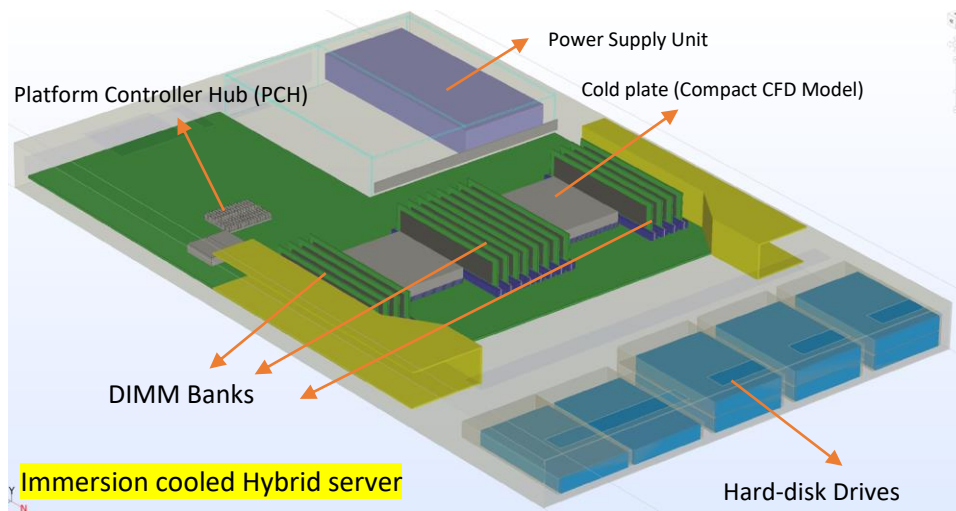 Power Supply Unit
Cold plate (Compact CFD Model)
Platform Controller Hub (PCH)
DIMM Banks
Immersion cooled Hybrid server
Hard-disk Drives
Y
N